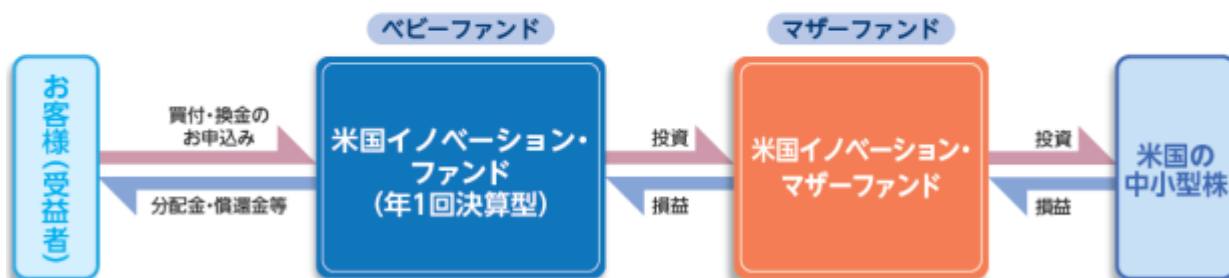 ベビーファンド
マザーファンド
お客様(受益者)
買付・換金の
お申込み
分配金・償還金等
米国イノベーション・
ファンド
(年1回決算型)
投資
損益
米国イノベーション・
マザーファンド
投資
損益
米国の
中小型株